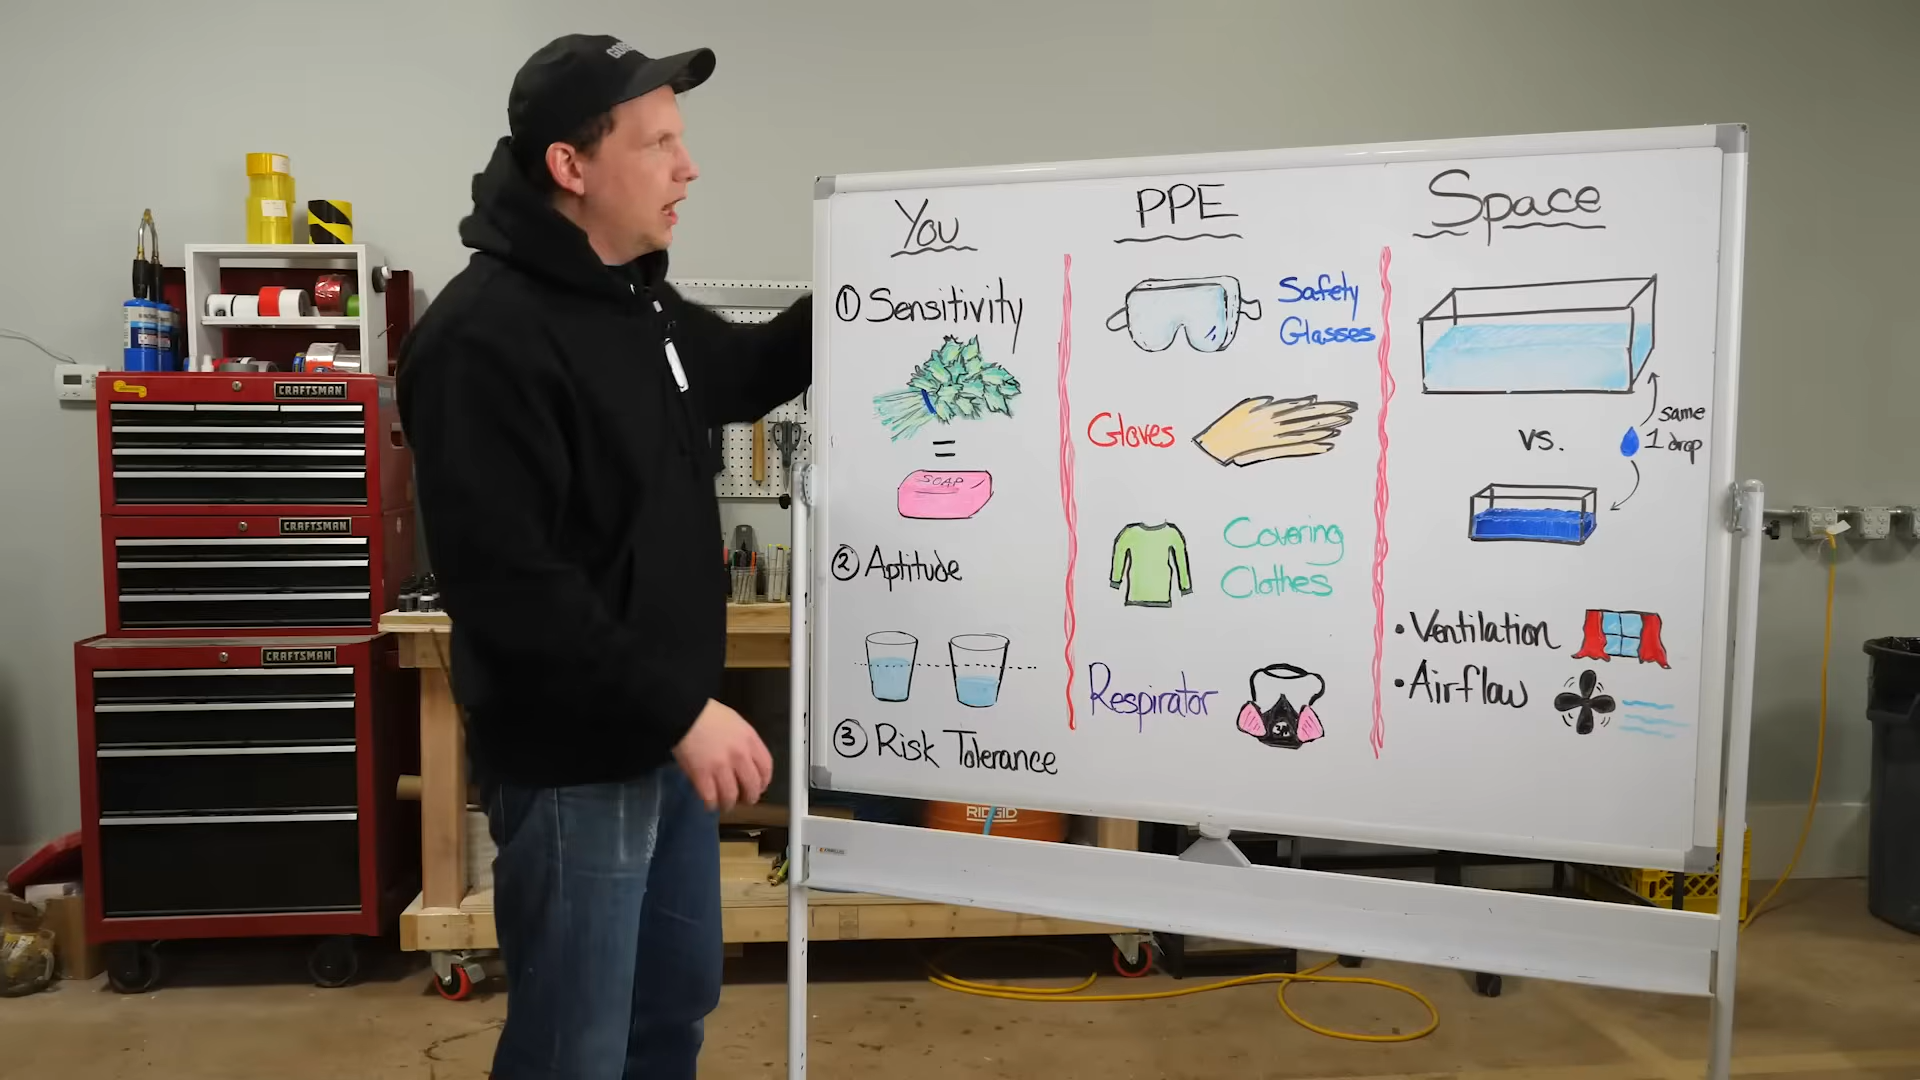 You
① Sensitivity
SOAP
② Aptitude
③ Risk Tolerance
PPE
Safety
Glasses
Gloves
Covering
Clothes
Respirator
3M
Space
same
1 drop
vs.
• Ventilation
• Airflow
CRAFTSMAN
CRAFTSMAN
CRAFTSMAN
RIDGID